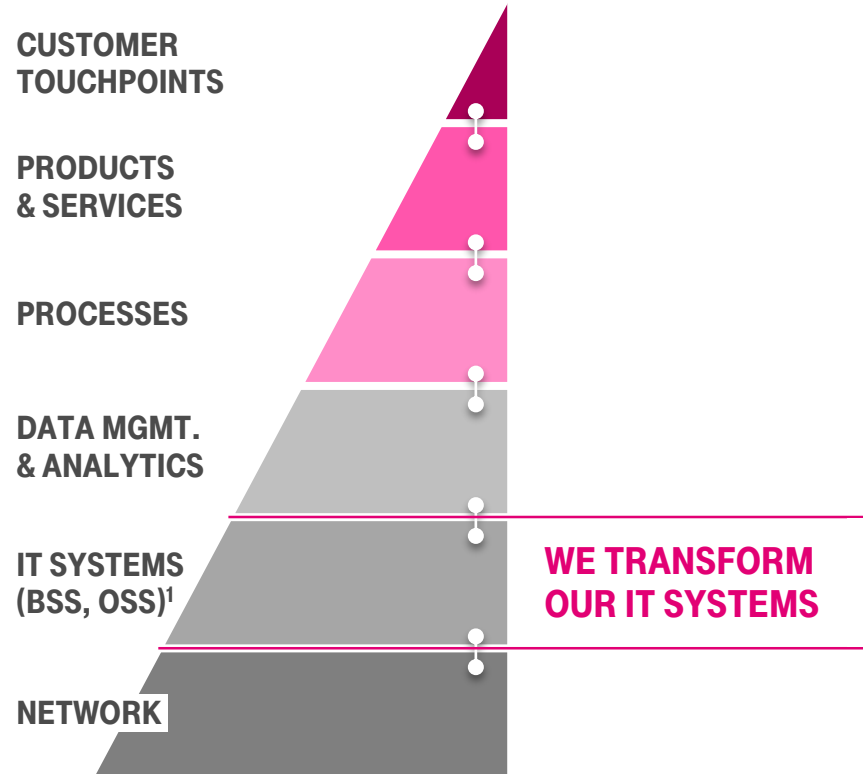 CUSTOMER
TOUCHPOINTS
PRODUCTS
& SERVICES
PROCESSES
DATA MGMT.
& ANALYTICS
IT SYSTEMS
(BSS, OSS)¹
WE TRANSFORM
OUR IT SYSTEMS
NETWORK